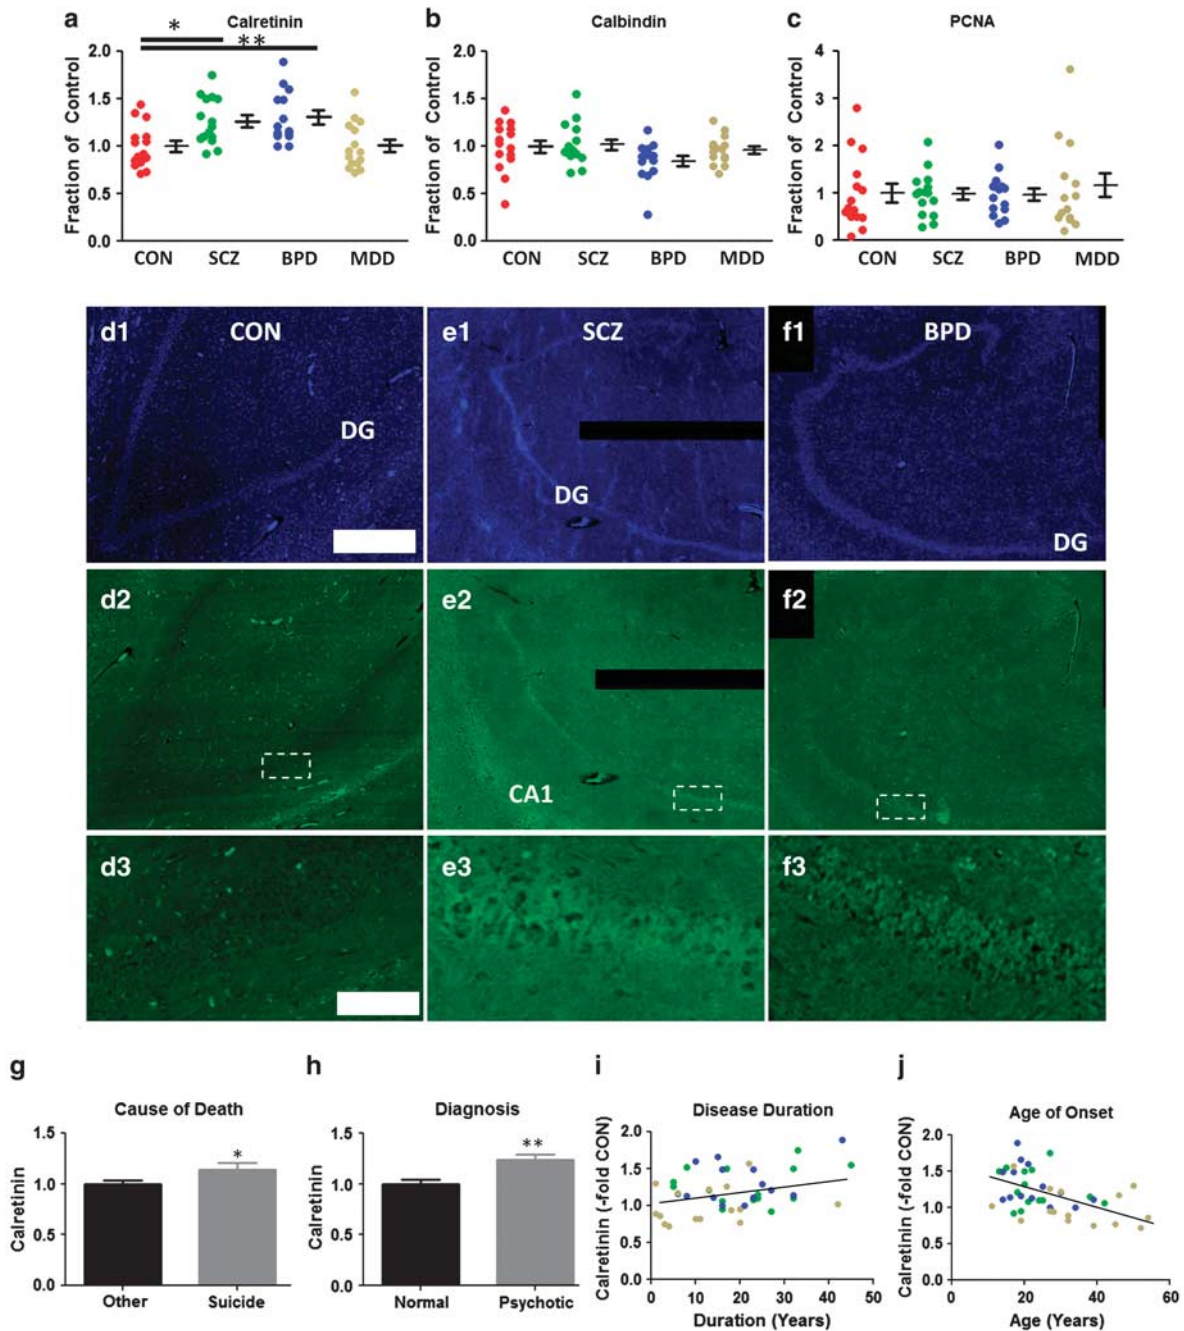 a
Calretinin
*
**
Fraction of Control
2.0
1.5
1.0
0.5
0.0
CON SCZ BPD MDD
b
Calbindin
Fraction of Control
2.0
1.5
1.0
0.5
0.0
CON SCZ BPD MDD
c
PCNA
Fraction of Control
4
3
2
1
0
CON SCZ BPD MDD
d1 CON
DG
e1 SCZ
DG
f1 BPD
DG
d2
e2
CA1
f2
d3
e3
f3
g
Cause of Death
Calretinin
1.5
1.0
0.5
0.0
*
Other Suicide
h
Diagnosis
Calretinin
1.5
1.0
0.5
0.0
**
Normal Psychotic
i
Disease Duration
Calretinin (-fold CON)
2.0
1.5
1.0
0.5
0.0
0 10 20 30 40 50
Duration (Years)
j
Age of Onset
Calretinin (-fold CON)
2.0
1.5
1.0
0.5
0.0
0 20 40 60
Age (Years)